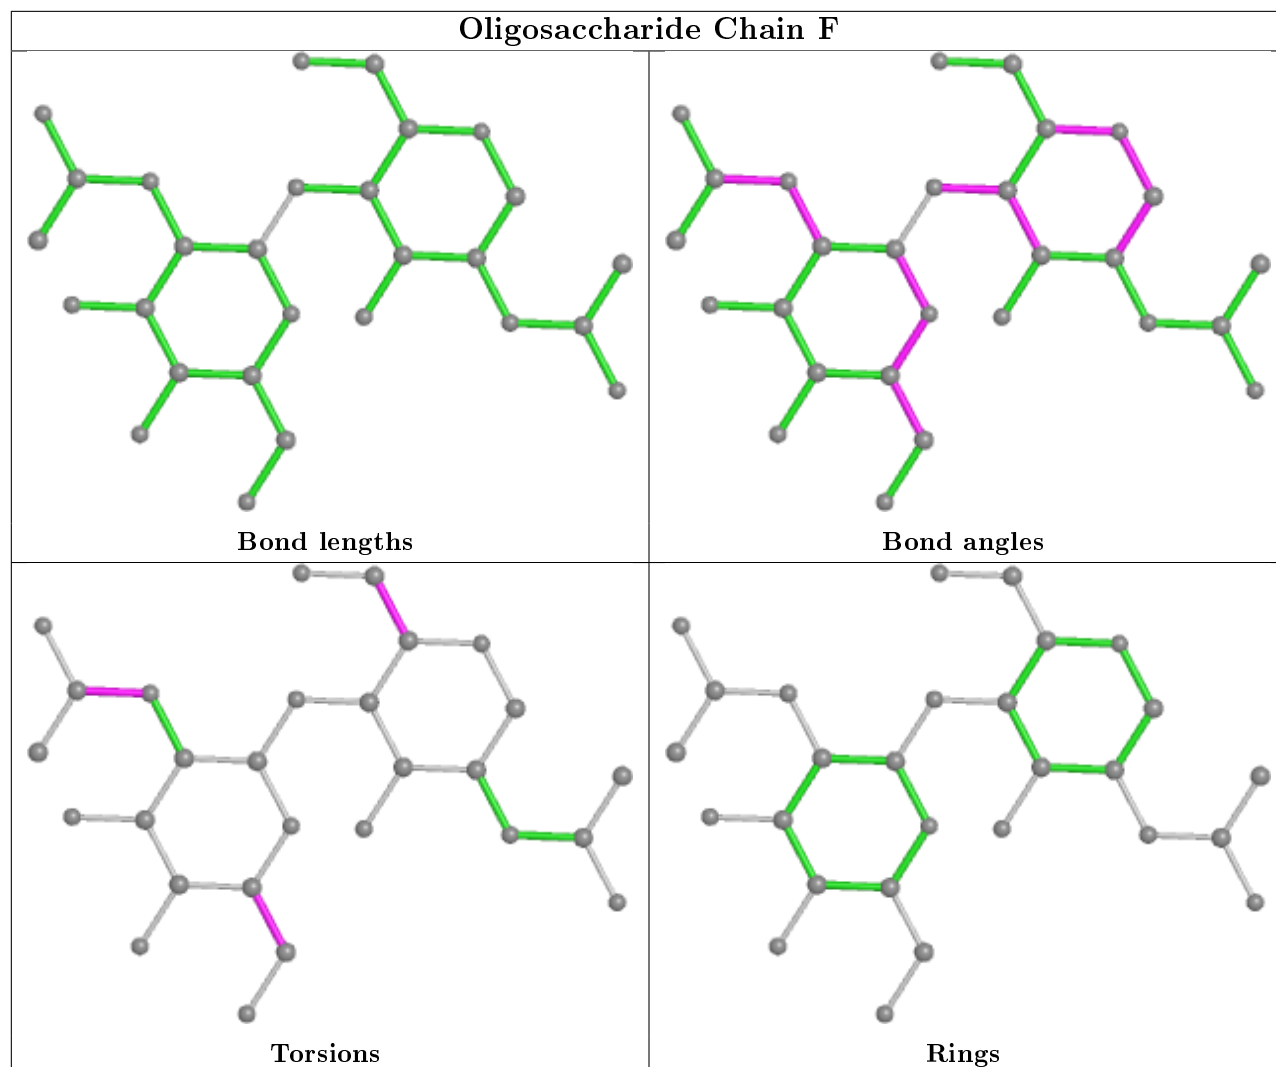 Oligosaccharide Chain F
Bond lengths
Bond angles
Torsions
Rings